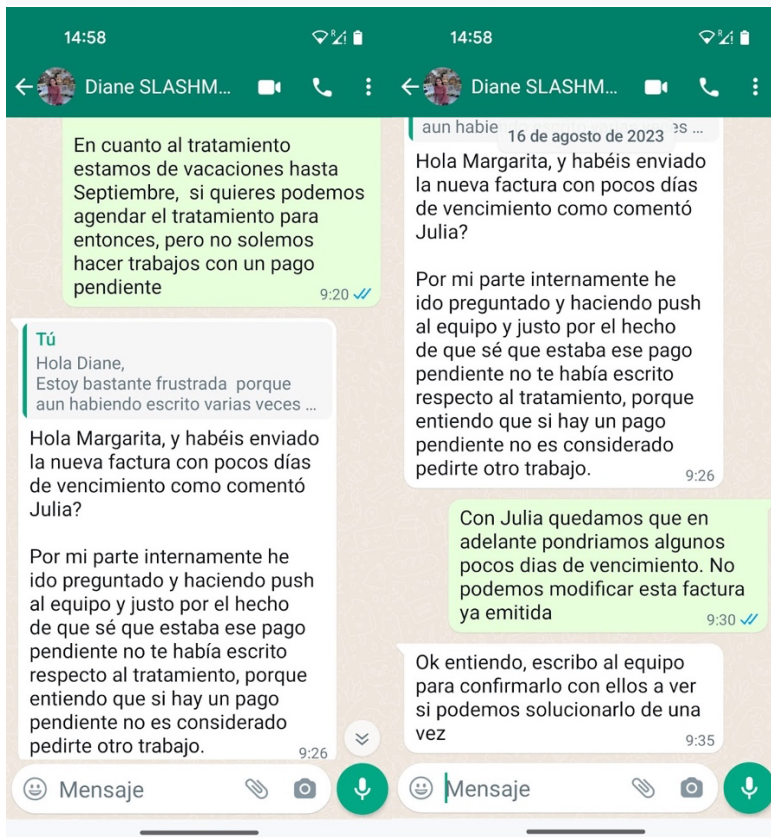 14:58
Diane SLASHM...
En cuanto al tratamiento
estamos de vacaciones hasta
Septiembre,  si quieres podemos
agendar el tratamiento para
entonces, pero no solemos
hacer trabajos con un pago
pendiente
9:20
Tú
Hola Diane,
Estoy bastante frustrada  porque
aun habiendo escrito varias veces ...
Hola Margarita, y habéis enviado
la nueva factura con pocos días
de vencimiento como comentó
Julia?
Por mi parte internamente he
ido preguntado y haciendo push
al equipo y justo por el hecho
de que sé que estaba ese pago
pendiente no te había escrito
respecto al tratamiento, porque
entiendo que si hay un pago
pendiente no es considerado
pedirte otro trabajo.
9:26
Mensaje
14:58
R
Diane SLASHM...
aun habie
16 de agosto de 2023
es ...
Hola Margarita, y habéis enviado
la nueva factura con pocos días
de vencimiento como comentó
Julia?
Por mi parte internamente he
ido preguntado y haciendo push
al equipo y justo por el hecho
de que sé que estaba ese pago
pendiente no te había escrito
respecto al tratamiento, porque
entiendo que si hay un pago
pendiente no es considerado
pedirte otro trabajo.
9:26
Con Julia quedamos que en
adelante pondriamos algunos
pocos dias de vencimiento. No
podemos modificar esta factura
ya emitida
9:30
Ok entiendo, escribo al equipo
para confirmarlo con ellos a ver
si podemos solucionarlo de una
vez
9:35
Mensaje